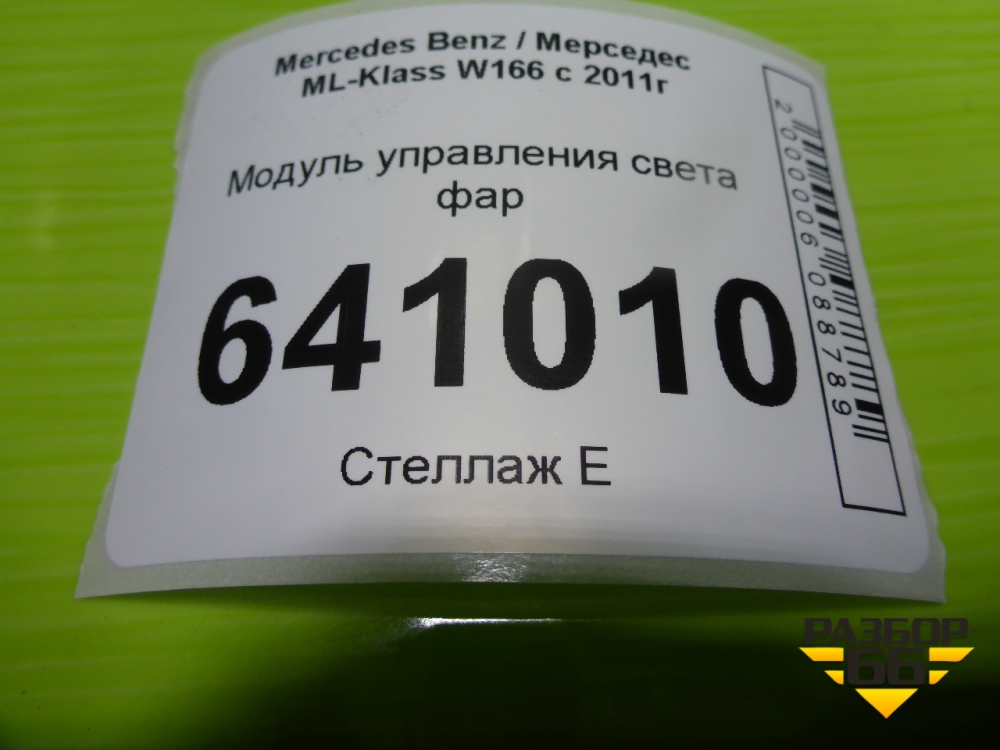 Mercedes Benz / Мерседес
ML-Klass W166 с 2011г
Модуль управления света
фар
641010
Стеллаж Е
2000006088789
РАЗБОР
66